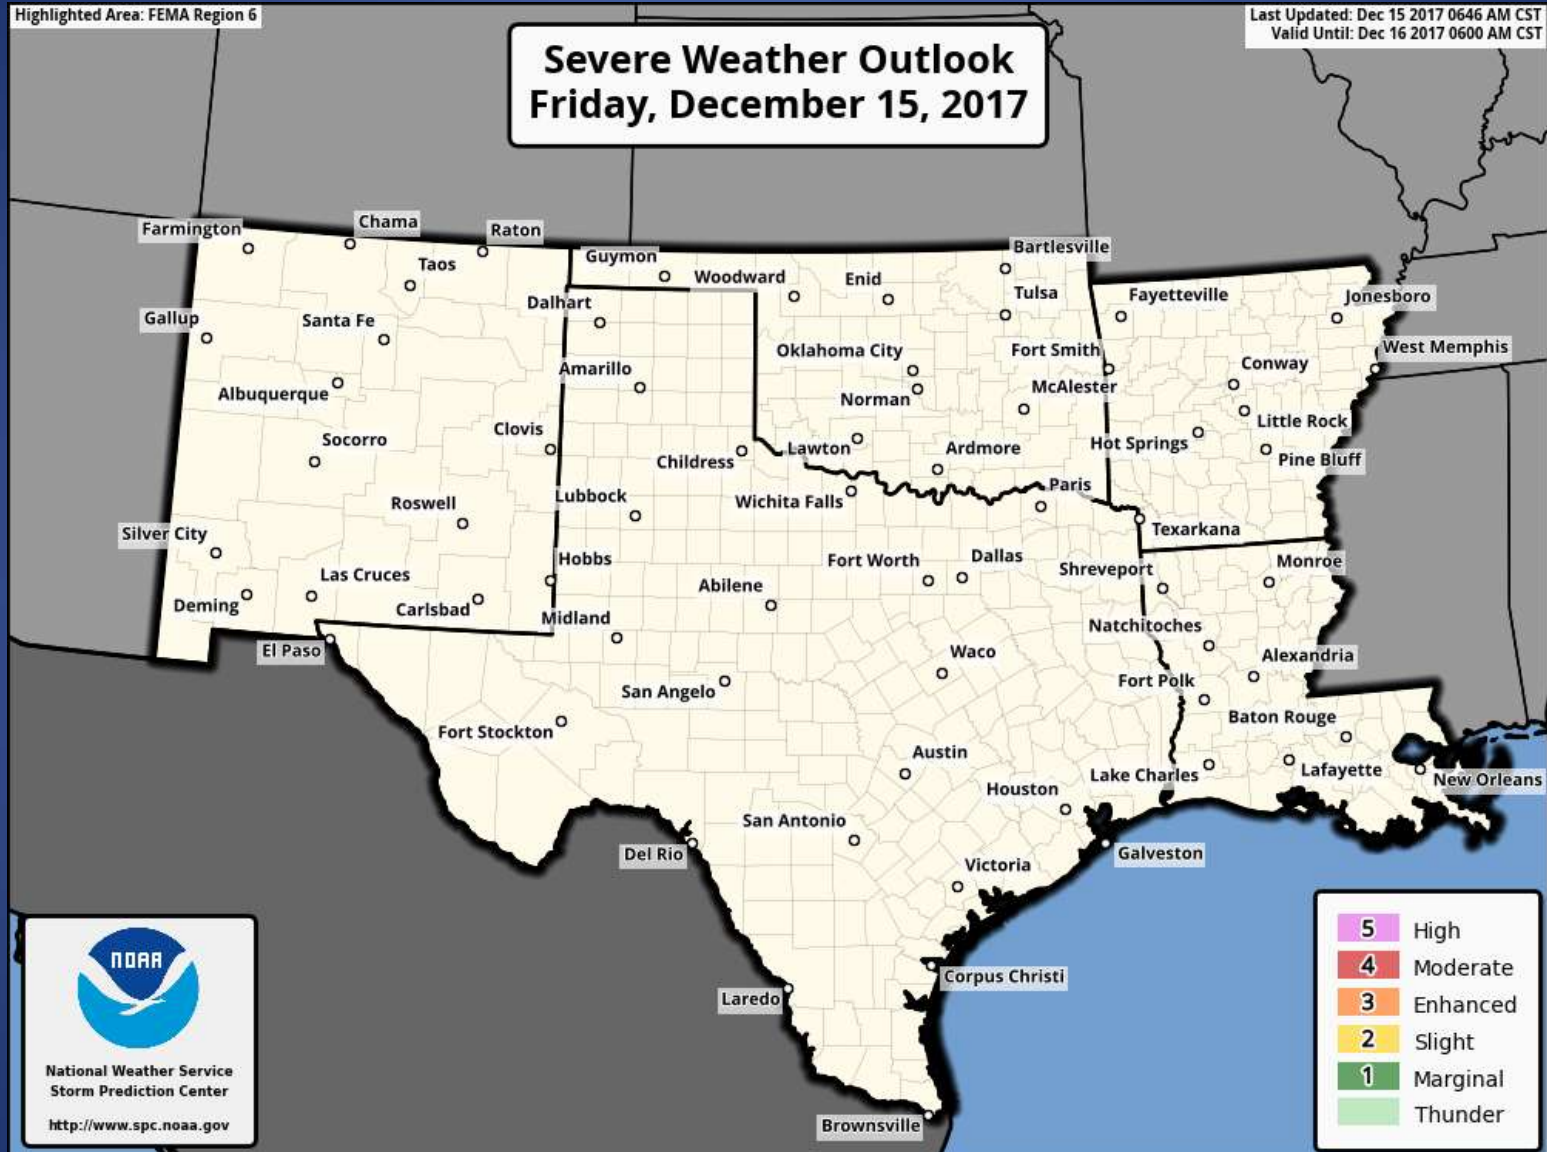 Highlighted Area: FEMA Region 6
Last Updated: Dec 15 2017 0646 AM CST
Valid Until: Dec 16 2017 0600 AM CST
Severe Weather Outlook
Friday, December 15, 2017
Farmington
Chama
Raton
Taos
Guymon
Woodward
Enid
Bartlesville
Tulsa
Fayetteville
Jonesboro
Gallup
Santa Fe
Dalhart
Oklahoma City
Fort Smith
West Memphis
Albuquerque
Amarillo
Norman
McAlester
Conway
Little Rock
Socorro
Clovis
Childress
Lawton
Ardmore
Hot Springs
Pine Bluff
Roswell
Lubbock
Wichita Falls
Paris
Texarkana
Silver City
Las Cruces
Hobbs
Abilene
Fort Worth
Dallas
Shreveport
Monroe
Deming
Carlsbad
Midland
Natchitoches
El Paso
San Angelo
Waco
Alexandria
Fort Polk
Fort Stockton
Baton Rouge
Austin
Lake Charles
Lafayette
New Orleans
Houston
San Antonio
Del Rio
Galveston
Victoria
Corpus Christi
Laredo
Brownsville
NOAA
National Weather Service
Storm Prediction Center
http://www.spc.noaa.gov
5 High
4 Moderate
3 Enhanced
2 Slight
1 Marginal
Thunder